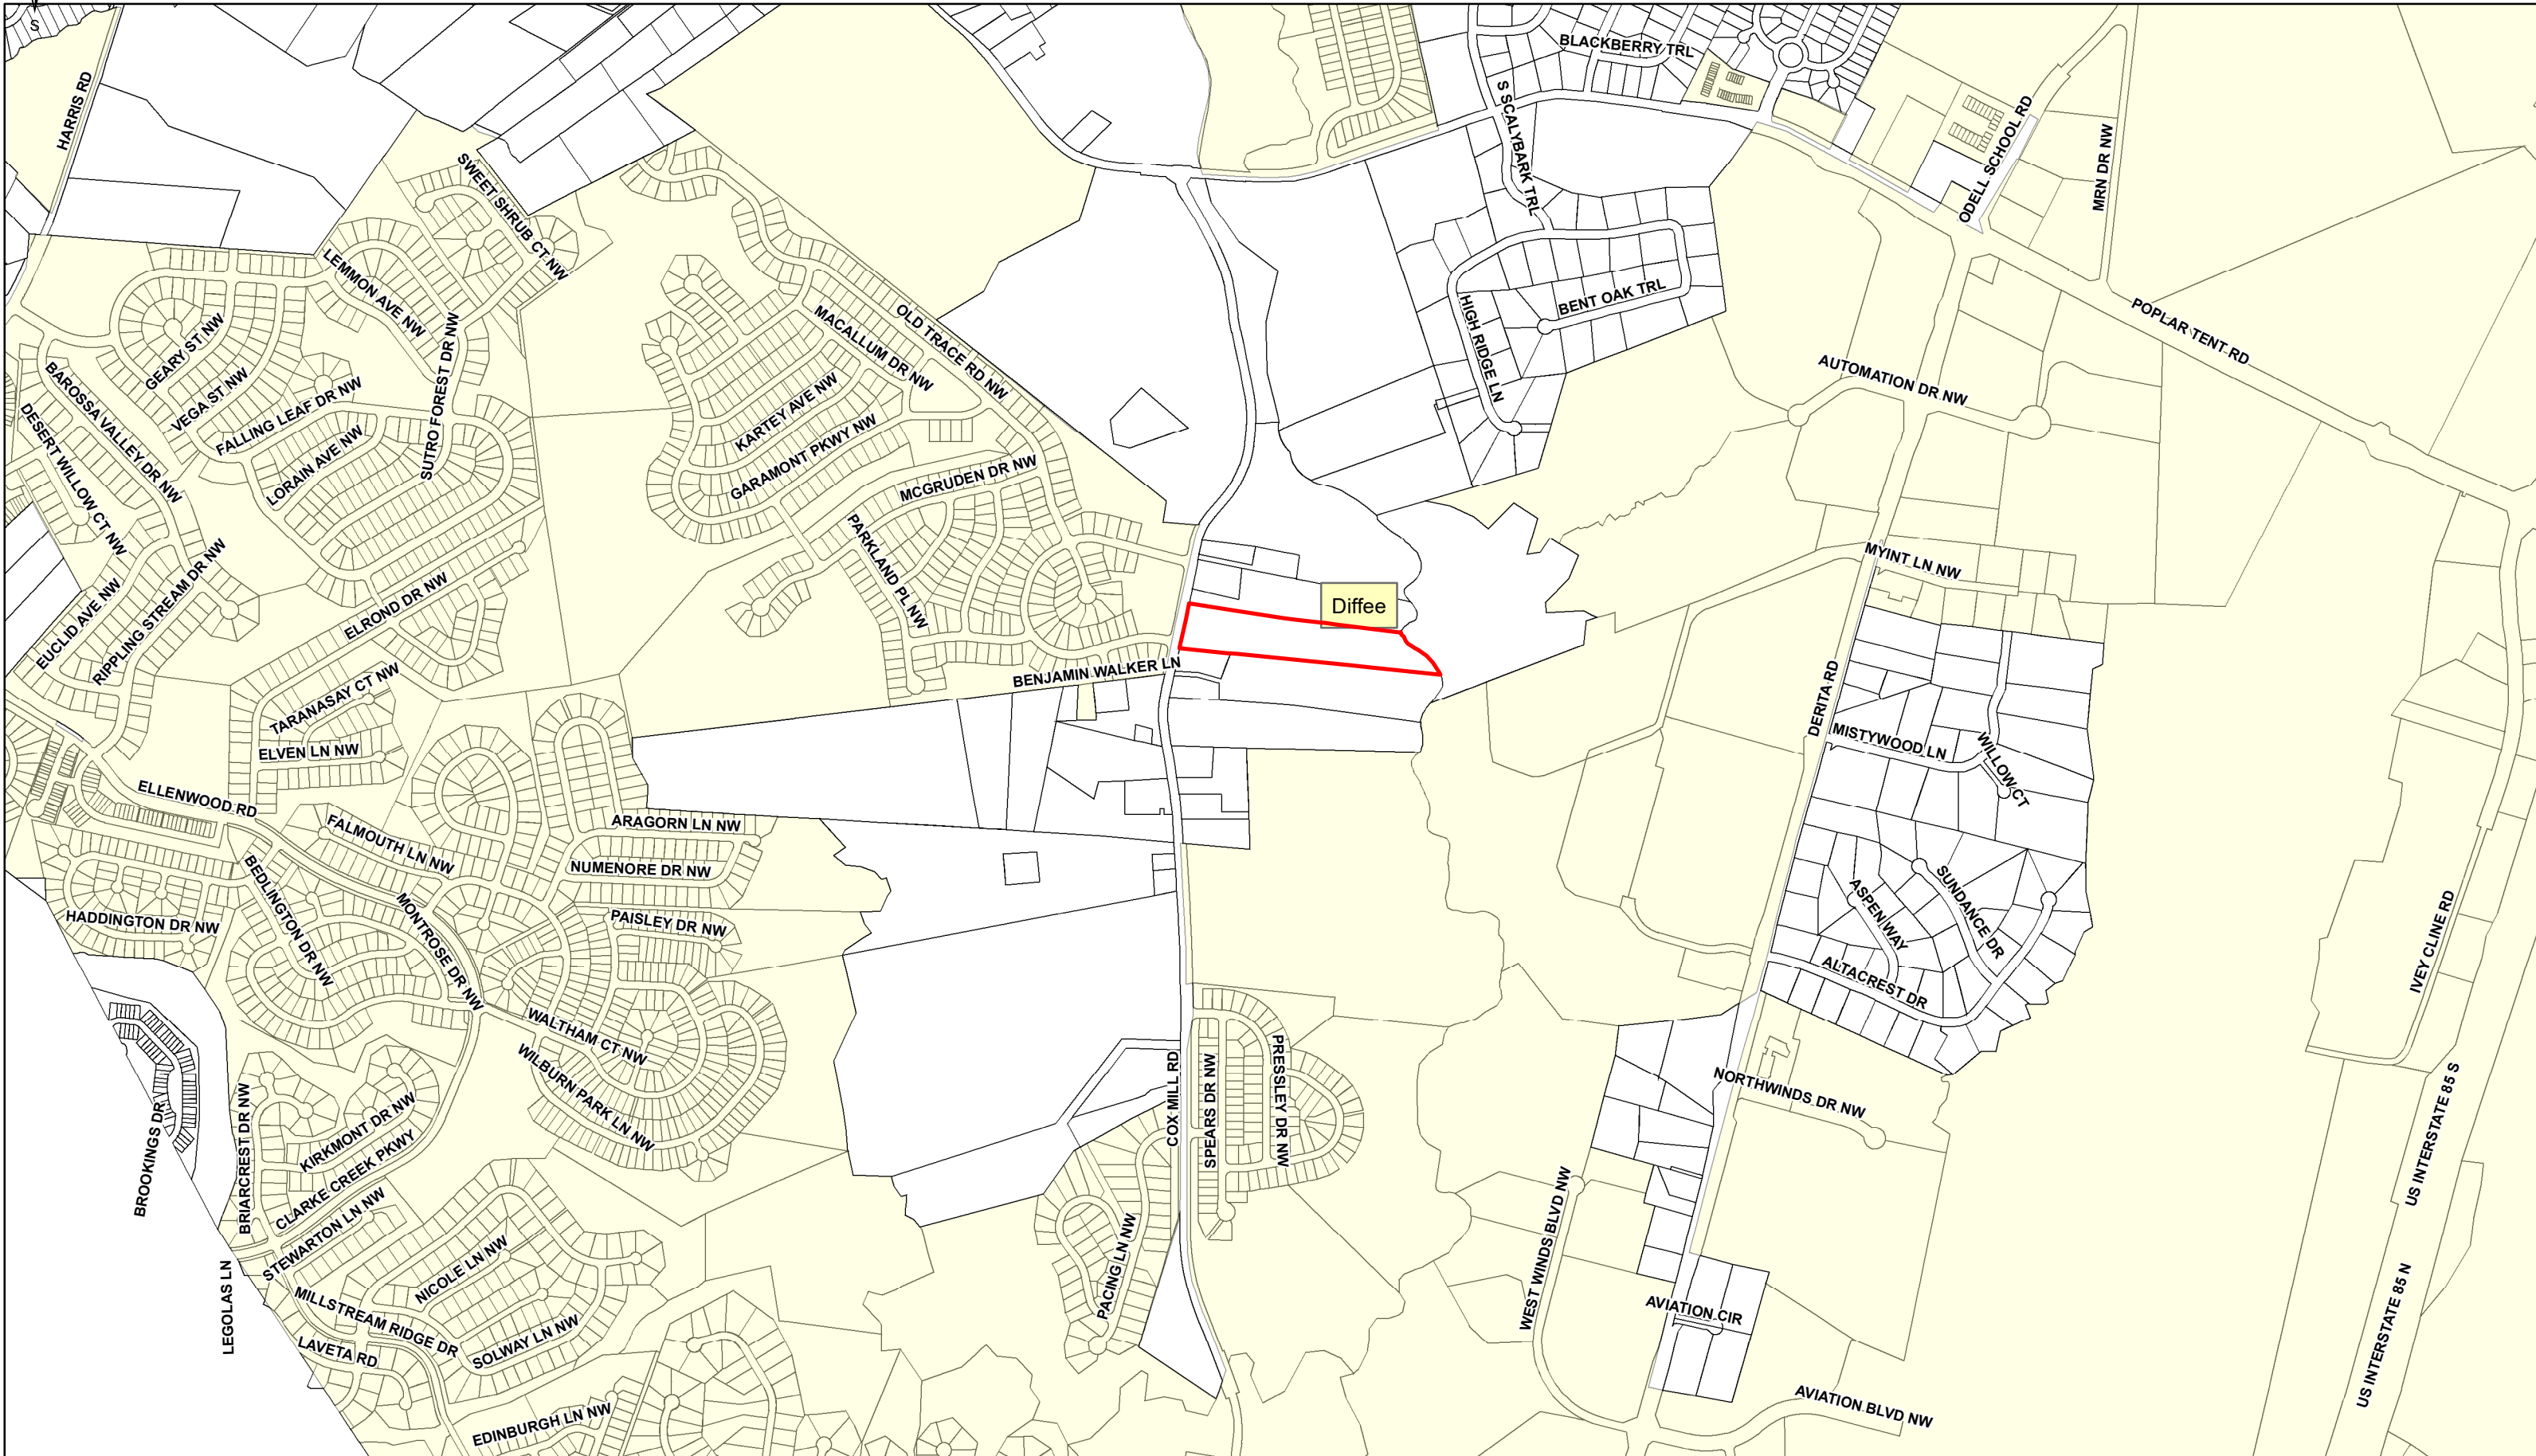 S
HARRIS RD
BLACKBERRY TRL
S SCALYBARK TRL
ODELL SCHOOL RD
MRN DR NW
SWEET SHRUB CT NW
LEMMON AVE NW
GEARY ST NW
VEGA ST NW
FALLING LEAF DR NW
LORAIN AVE NW
SUTRO FOREST DR NW
BAROSSA VALLEY DR NW
DESERT WILLOW CT NW
EUCLID AVE NW
RIPPLING STREAM DR NW
OLD TRACE RD NW
MACALLUM DR NW
KARTEY AVE NW
GARAMONT PKWY NW
MCGRUDEN DR NW
PARKLAND PL NW
HIGH RIDGE LN
BENT OAK TRL
POPLAR TENT RD
AUTOMATION DR NW
MYINT LN NW
Diffee
BENJAMIN WALKER LN
ELROND DR NW
TARANASAY CT NW
ELVEN LN NW
ELLENWOOD RD
FALMOUTH LN NW
ARAGORN LN NW
NUMENORE DR NW
PAISLEY DR NW
BEDLINGTON DR NW
HADDINGTON DR NW
MONTROSE DR NW
WALTHAM CT NW
WILBURN PARK LN NW
DERITA RD
MISTYWOOD LN
WILLOW CT
ASPEN WAY
SUNDANCE DR
ALTACREST DR
IVEY CLINE RD
BROOKINGS DR
BRIARCREST DR NW
KIRKMONT DR NW
CLARKE CREEK PKWY
STEWARTON LN NW
LEGOLAS LN
NICOLE LN NW
MILLSTREAM RIDGE DR
SOLWAY LN NW
LAVETA RD
EDINBURGH LN NW
COX MILL RD
SPEARS DR NW
PRESSLEY DR NW
PACING LN NW
NORTHWINDS DR NW
WEST WINDS BLVD NW
AVIATION CIR
AVIATION BLVD NW
US INTERSTATE 85 S
US INTERSTATE 85 N